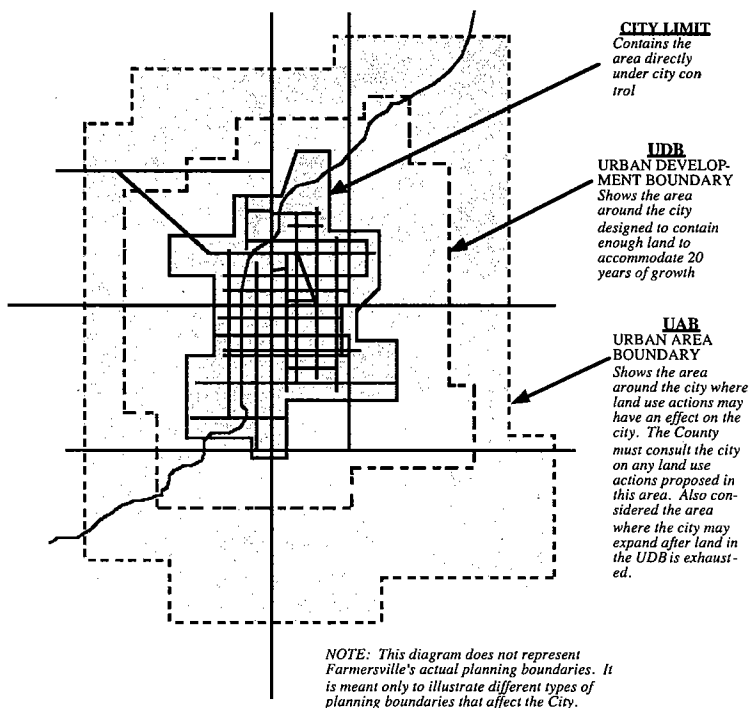 CITY LIMIT
Contains the
area directly
under city con
trol
UDB
URBAN DEVELOP-
MENT BOUNDARY
Shows the area
around the city
designed to contain
enough land to
accommodate 20
years of growth
UAB
URBAN AREA
BOUNDARY
Shows the area
around the city where
land use actions may
have an effect on the
city. The County
must consult the city
on any land use
actions proposed in
this area. Also con-
sidered the area
where the city may
expand after land in
the UDB is exhaust-
ed.
NOTE: This diagram does not represent
Farmersville's actual planning boundaries. It
is meant only to illustrate different types of
planning boundaries that affect the City.